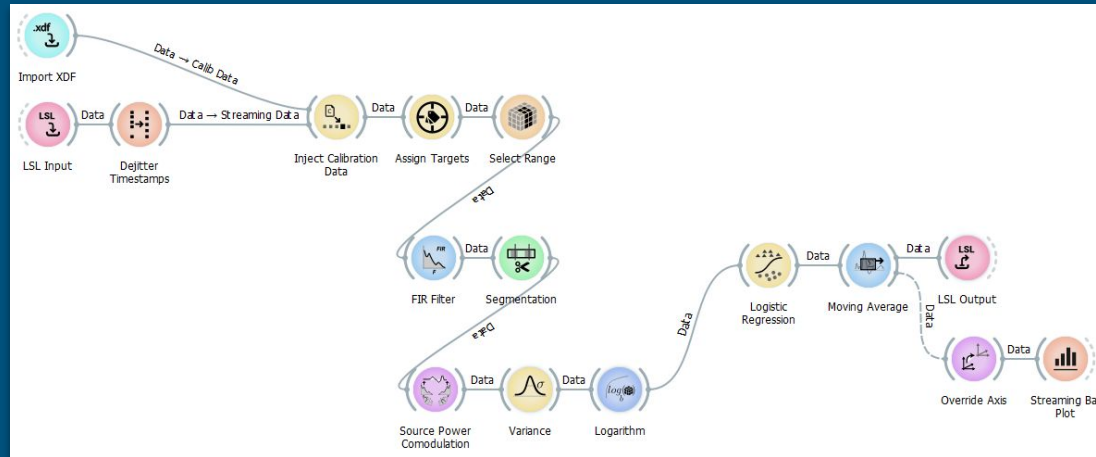 .xdf
Import XDF
Data → Calib Data
LSL
LSL Input
Data
Dejitter
Timestamps
Data → Streaming Data
Inject Calibration
Data
Data
Assign Targets
Data
Select Range
Data
FIR
F
FIR Filter
Data
Segmentation
Data
Source Power
Comodulation
Data
σ
Variance
Data
Logarithm
Data
Logistic
Regression
Data
Moving Average
Data
LSL
LSL Output
Data
Override Axis
Data
Streaming Ba
Plot